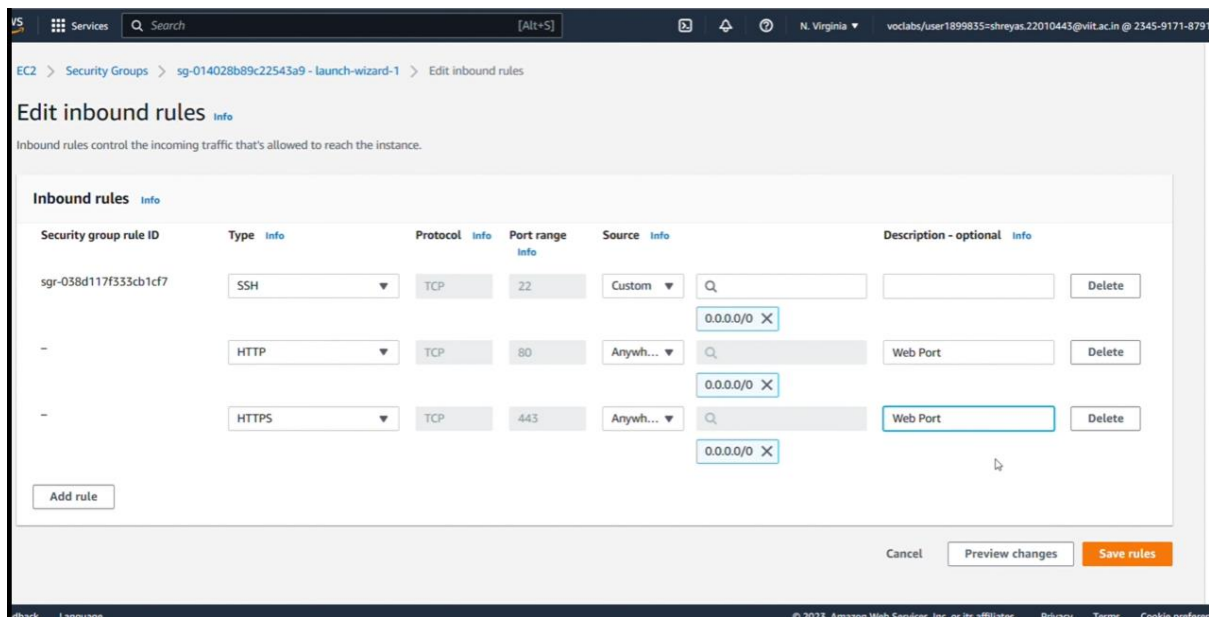 Services Search [Alt+S] N. Virginia ▼ voclabs/user1899835=shreyas.22010443@viit.ac.in @ 2345-9171-8791
EC2 > Security Groups > sg-014028b89c22543a9 - launch-wizard-1 > Edit inbound rules
Edit inbound rules Info
Inbound rules control the incoming traffic that's allowed to reach the instance.
Inbound rules Info
Security group rule ID Type Info Protocol Info Port range Info Source Info Description - optional Info
sgr-038d117f333cb1cf7 SSH TCP 22 Custom Delete
0.0.0.0/0
– HTTP TCP 80 Anywh... Web Port Delete
0.0.0.0/0
– HTTPS TCP 443 Anywh... Web Port Delete
0.0.0.0/0
Add rule
Cancel Preview changes Save rules
Language © 2023, Amazon Web Services, Inc. or its affiliates. Privacy Terms